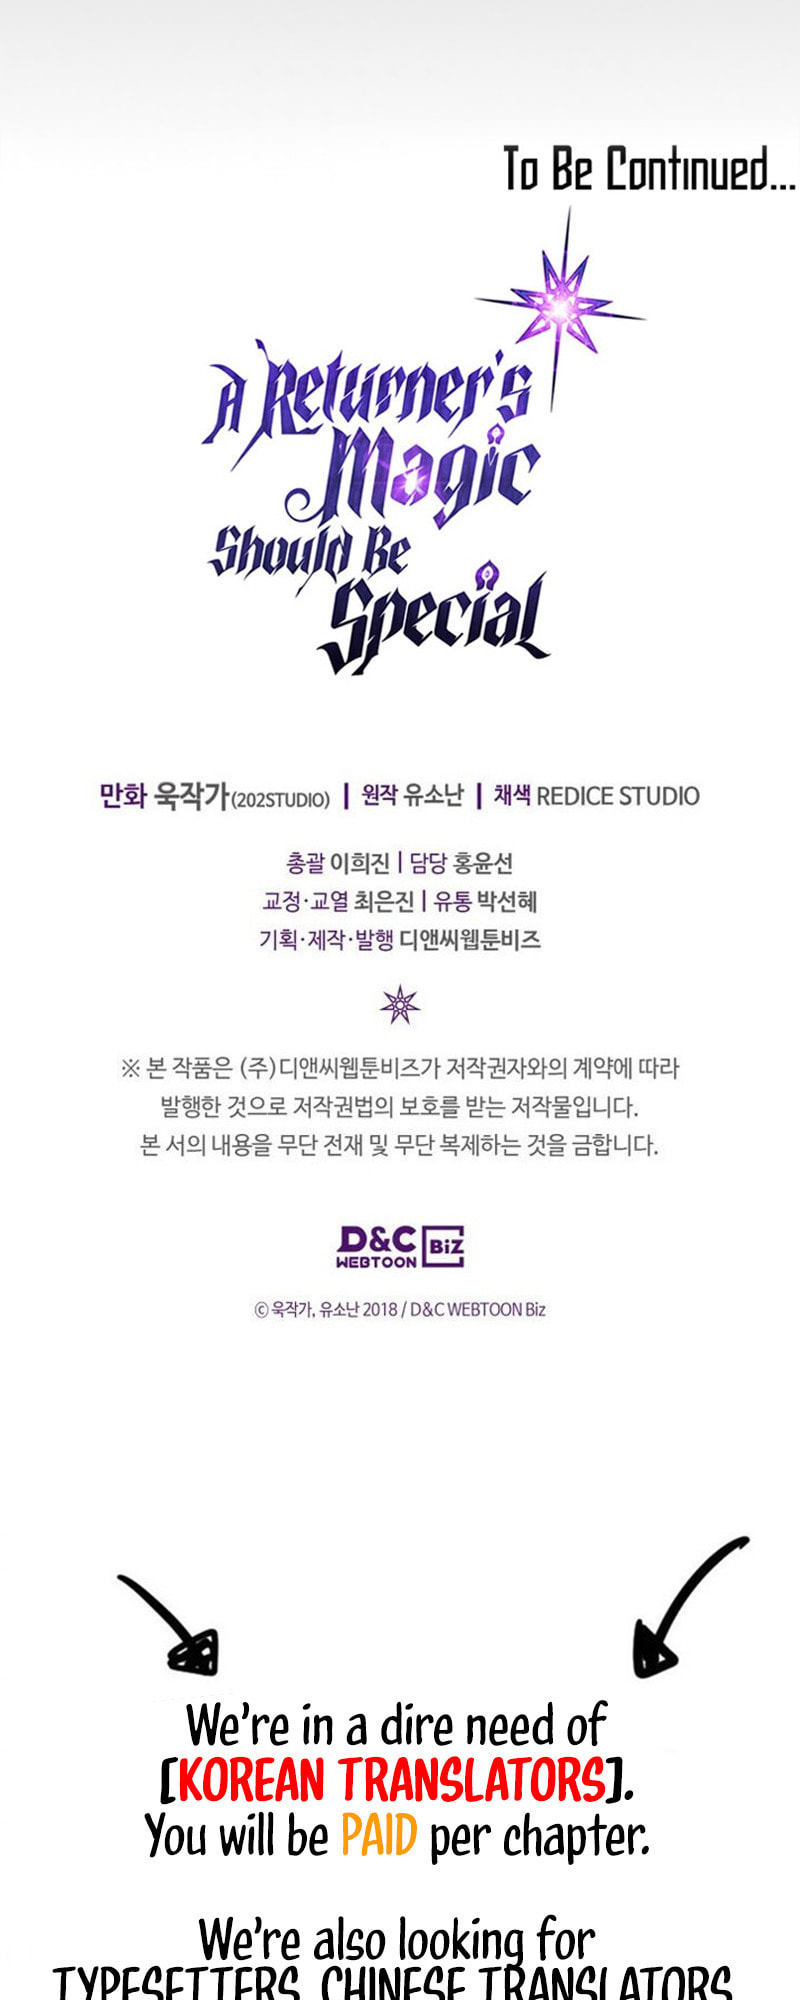 To Be Continued...
A Returner's
Magic
Should Be
Special
만화 욱작가(202STUDIO) | 원작 유소난 | 채색 REDICE STUDIO
총괄 이희진 | 담당 홍윤선
교정·교열 최은진 | 유통 박선혜
기획·제작·발행 디앤씨웹툰비즈
※ 본 작품은 (주)디앤씨웹툰비즈가 저작권자와의 계약에 따라
발행한 것으로 저작권법의 보호를 받는 저작물입니다.
본 서의 내용을 무단 전재 및 무단 복제하는 것을 금합니다.
D&C BiZ
WEBTOON
© 욱작가, 유소난 2018 / D&C WEBTOON Biz
We're in a dire need of
[KOREAN TRANSLATORS].
You will be PAID per chapter.
We're also looking for
TYPESETTERS, CHINESE TRANSLATORS,